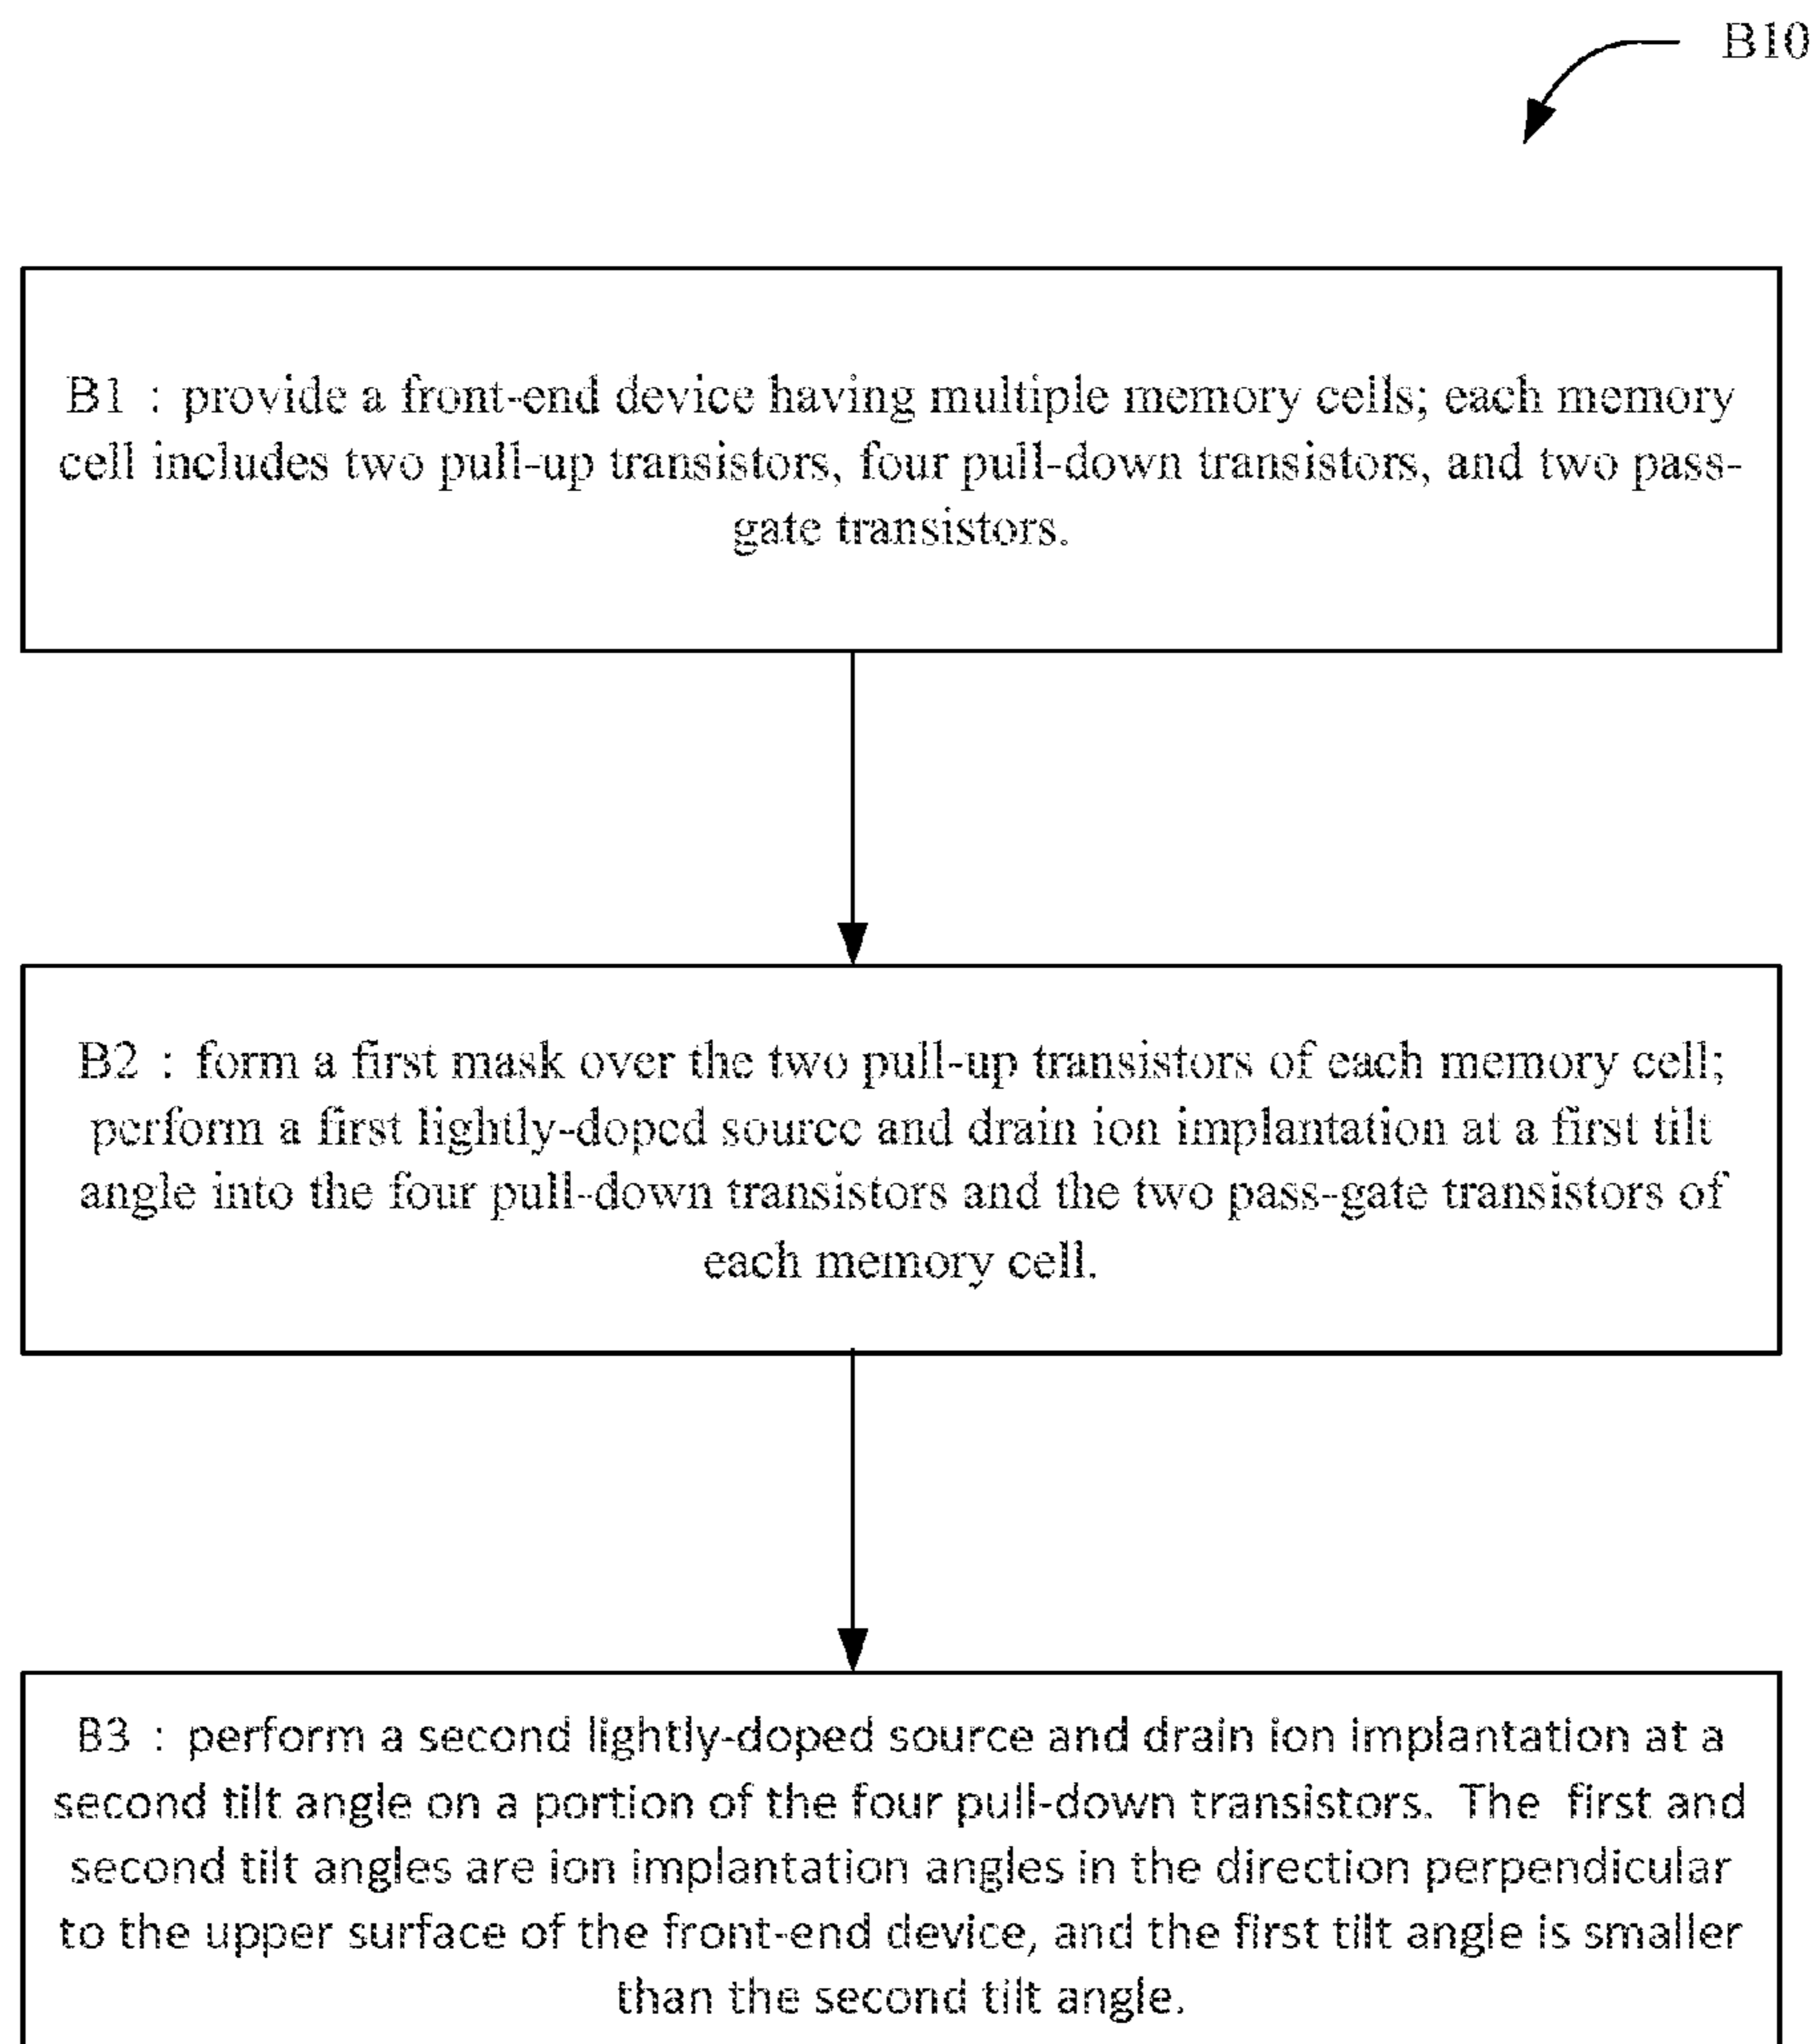 B10
B1 : provide a front-end device having multiple memory cells; each memory
cell includes two pull-up transistors, four pull-down transistors, and two pass-
gate transistors.
B2 : form a first mask over the two pull-up transistors of each memory cell;
perform a first lightly-doped source and drain ion implantation at a first tilt
angle into the four pull-down transistors and the two pass-gate transistors of
each memory cell.
B3 : perform a second lightly-doped source and drain ion implantation at a
second tilt angle on a portion of the four pull-down transistors. The first and
second tilt angles are ion implantation angles in the direction perpendicular
to the upper surface of the front-end device, and the first tilt angle is smaller
than the second tilt angle.